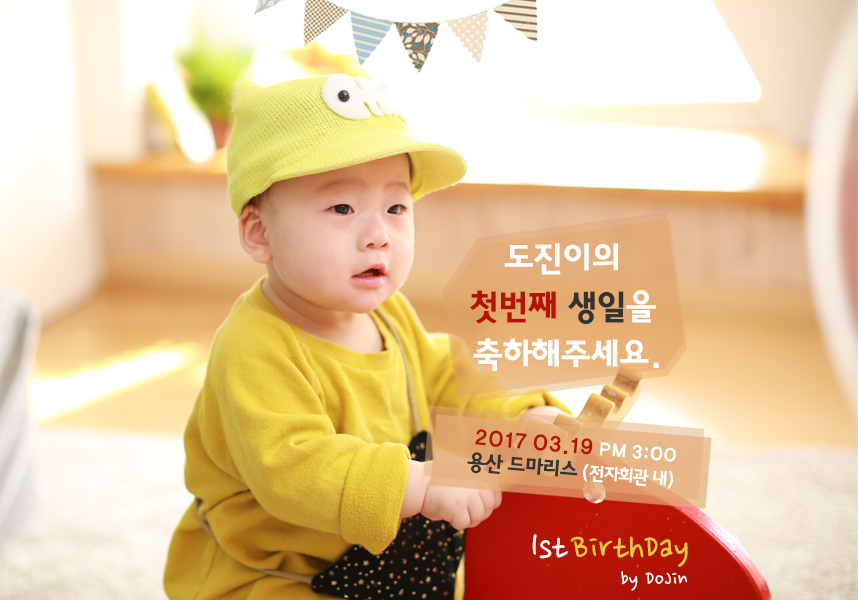 도진이의
첫번째 생일을
축하해주세요.
2017 03.19 PM 3:00
용산 드마리스 (전자회관 내)
1st BirthDay
by DoJin